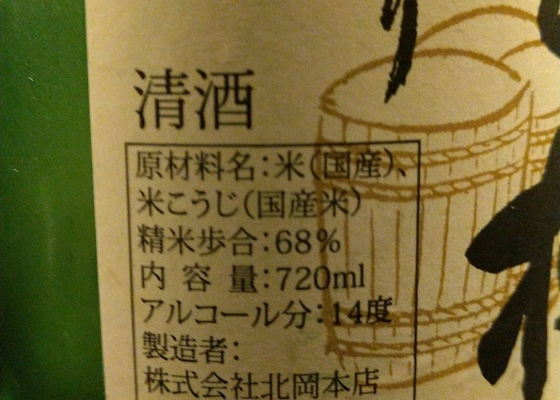 清酒
原材料名：米(国産)、
米こうじ(国産米)
精米歩合：68%
内容量：720ml
アルコール分：14度
製造者：
株式会社北岡本店